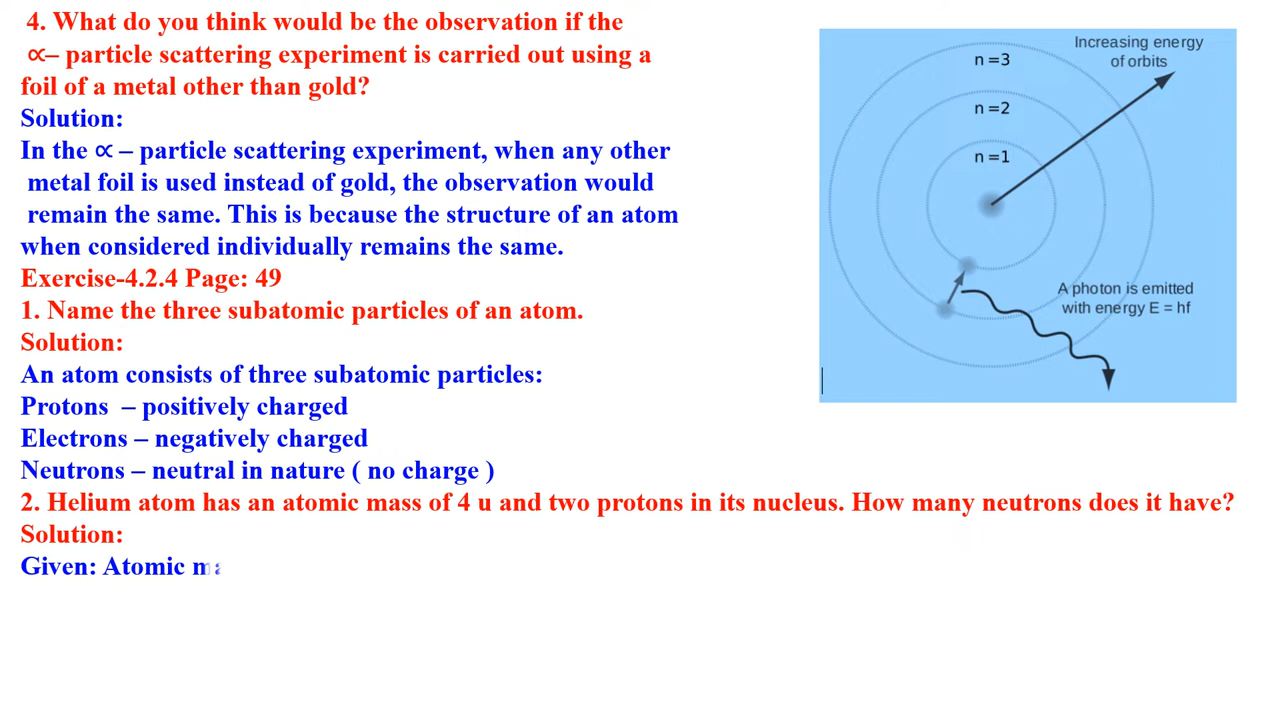 4. What do you think would be the observation if the
∝– particle scattering experiment is carried out using a
foil of a metal other than gold?
Solution:
In the ∝ – particle scattering experiment, when any other
metal foil is used instead of gold, the observation would
remain the same. This is because the structure of an atom
when considered individually remains the same.
Exercise-4.2.4 Page: 49
1. Name the three subatomic particles of an atom.
Solution:
An atom consists of three subatomic particles:
Protons – positively charged
Electrons – negatively charged
Neutrons – neutral in nature ( no charge )
2. Helium atom has an atomic mass of 4 u and two protons in its nucleus. How many neutrons does it have?
Solution:
Given: Atomic ma
Increasing energy
of orbits
n =3
n =2
n =1
A photon is emitted
with energy E = hf